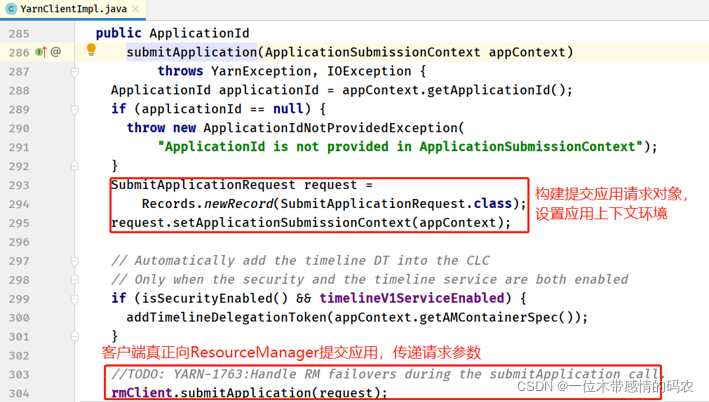 YarnClientImpl.java
285 public ApplicationId
286 submitApplication(ApplicationSubmissionContext appContext)
287 throws YarnException, IOException {
288 ApplicationId applicationId = appContext.getApplicationId();
289 if (applicationId == null) {
290 throw new ApplicationIdNotProvidedException(
291 "ApplicationId is not provided in ApplicationSubmissionContext");
292 }
293 SubmitApplicationRequest request =
294 Records.newRecord(SubmitApplicationRequest.class);
295 request.setApplicationSubmissionContext(appContext);
构建提交应用请求对象，
设置应用上下文环境
296
297 // Automatically add the timeline DT into the CLC
298 // Only when the security and the timeline service are both enabled
299 if (isSecurityEnabled() && timelineV1ServiceEnabled) {
300 addTimelineDelegationToken(appContext.getAMContainerSpec());
301 }
302 客户端真正向ResourceManager提交应用，传递请求参数
303 //TODO: YARN-1763:Handle RM failovers during the submitApplication call.
304 rmClient.submitApplication(request);
CSDN @一位木带感情的码农